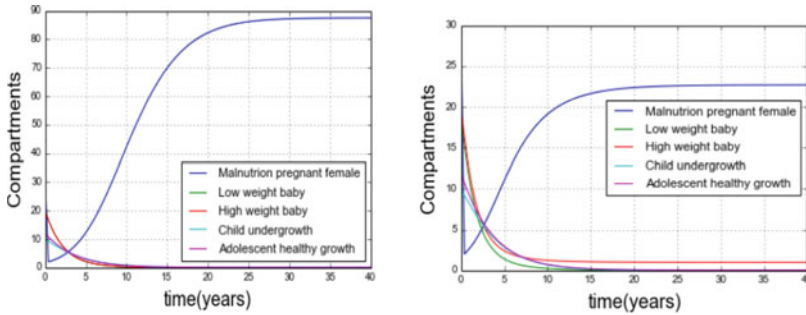 90
80
70
60
50
40
30
20
10
0
Compartments
Malnutrion pregnant female
Low weight baby
High weight baby
Child undergrowth
Adolescent healthy growth
0 5 10 15 20 25 30 35 40
time(years)
30
25
20
15
10
5
0
Compartments
Malnutrition pregnant female
Low weight baby
High weight baby
Child undergrowth
Adolescent healthy growth
0 5 10 15 20 25 30 35 40
time(years)